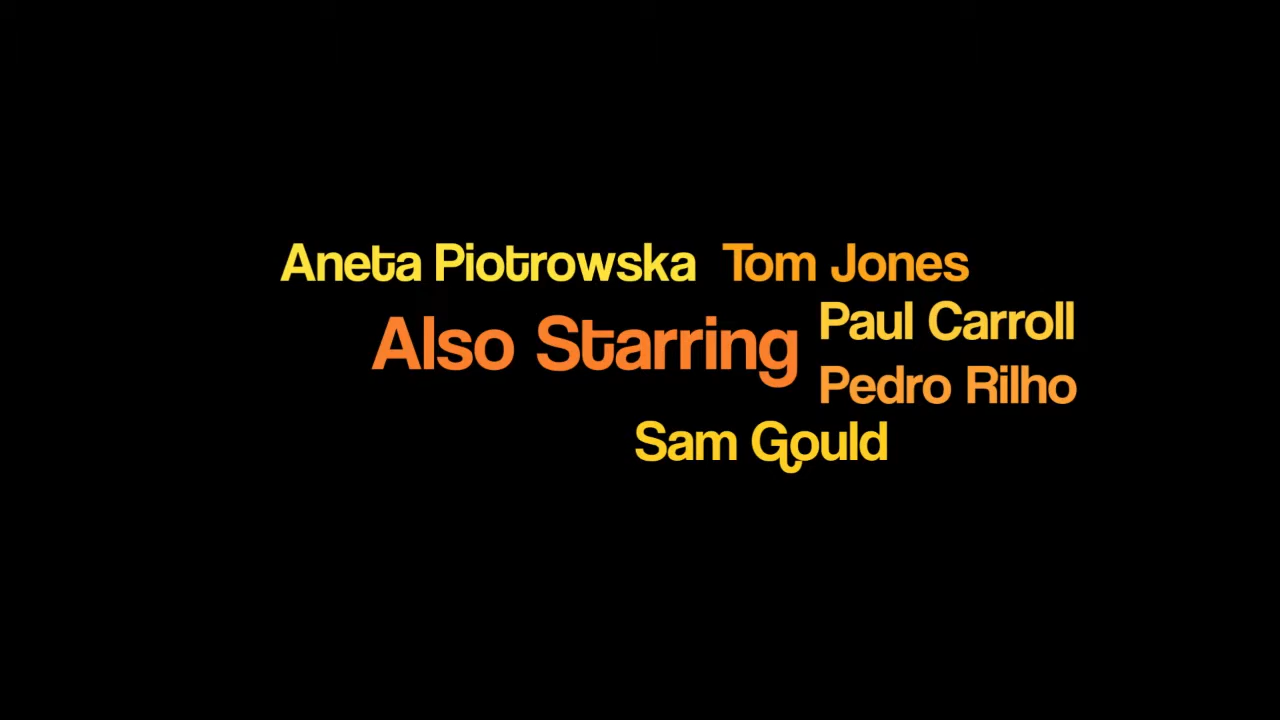 Aneta Piotrowska Tom Jones
Also Starring
Paul Carroll
Pedro Rilho
Sam Gould